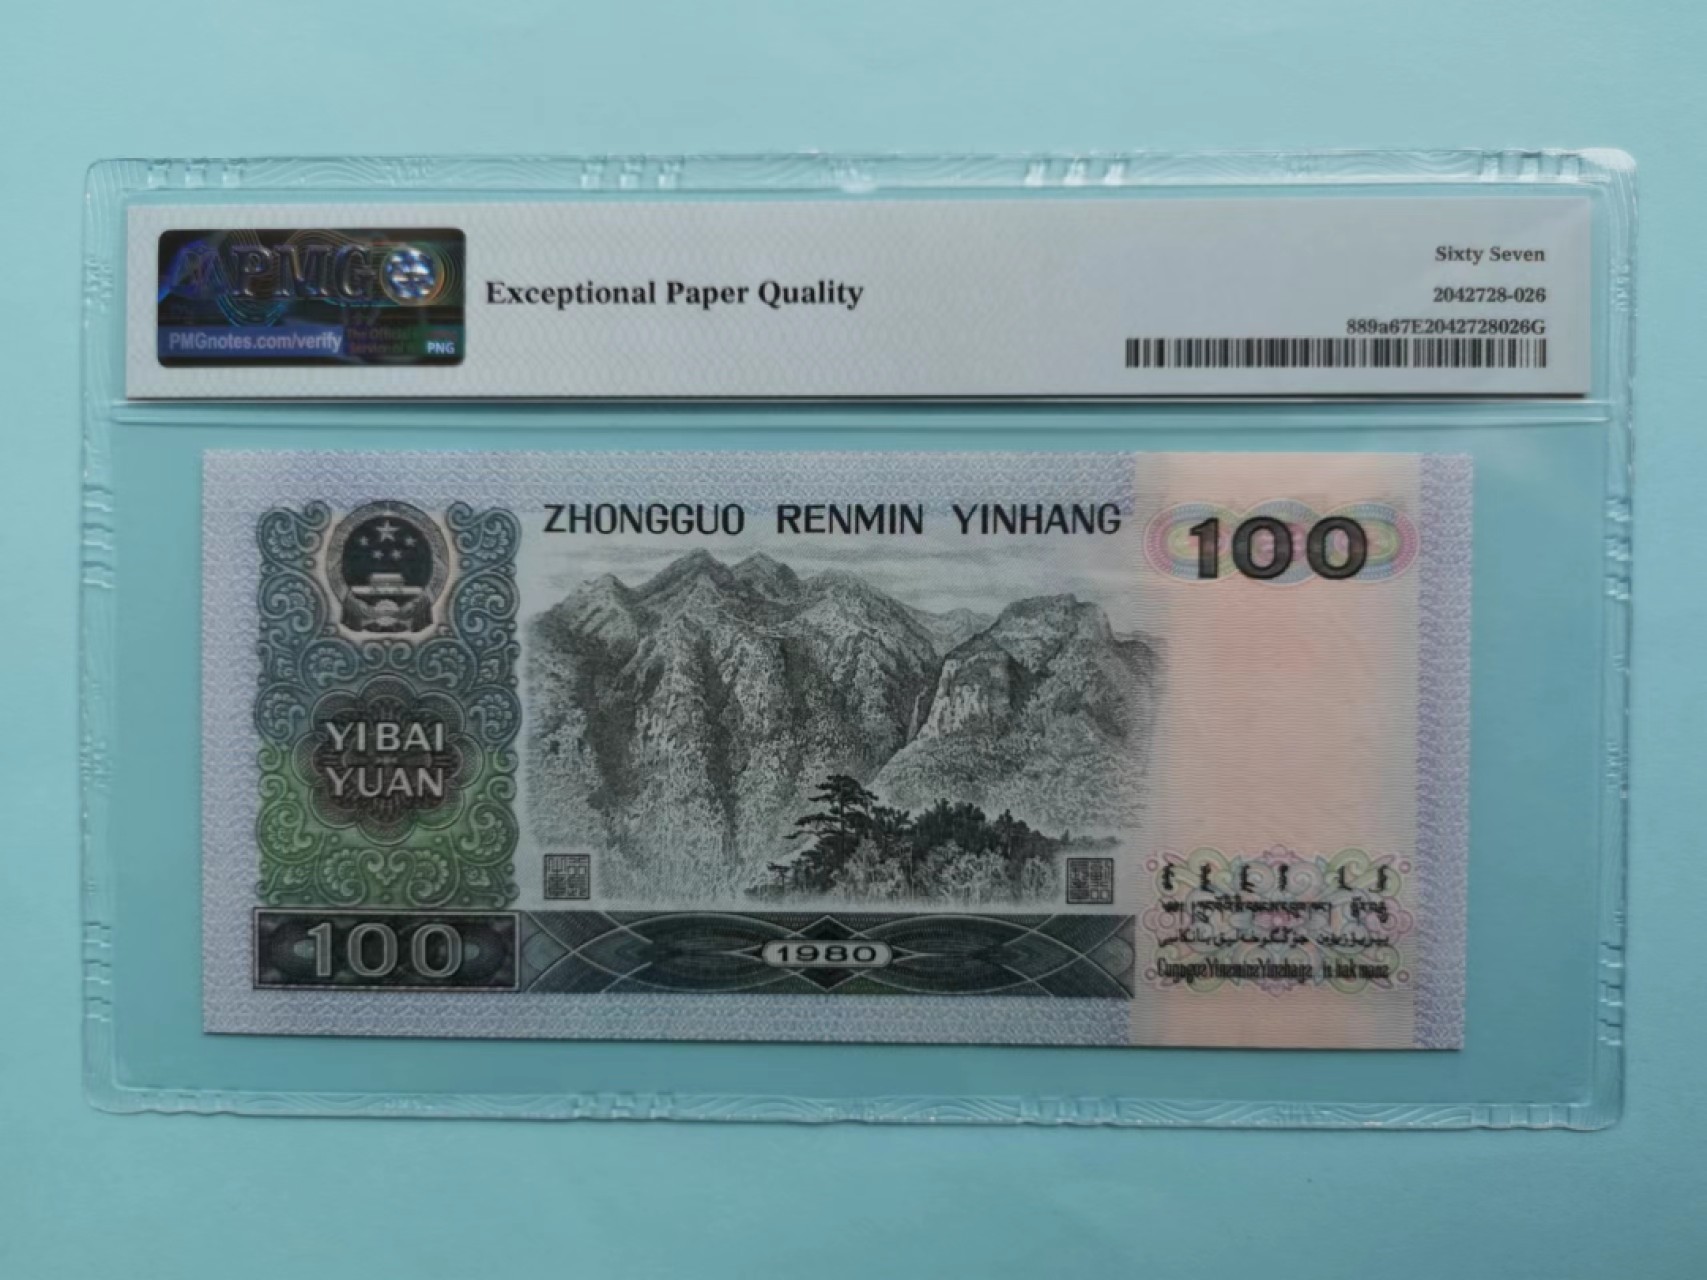 PMG
PMGnotes.com/verify
PNG
Exceptional Paper Quality
Sixty Seven
2042728-026
889a67E2042728026G
ZHONGGUO RENMIN YINHANG
100
YIBAI
YUAN
100
1980